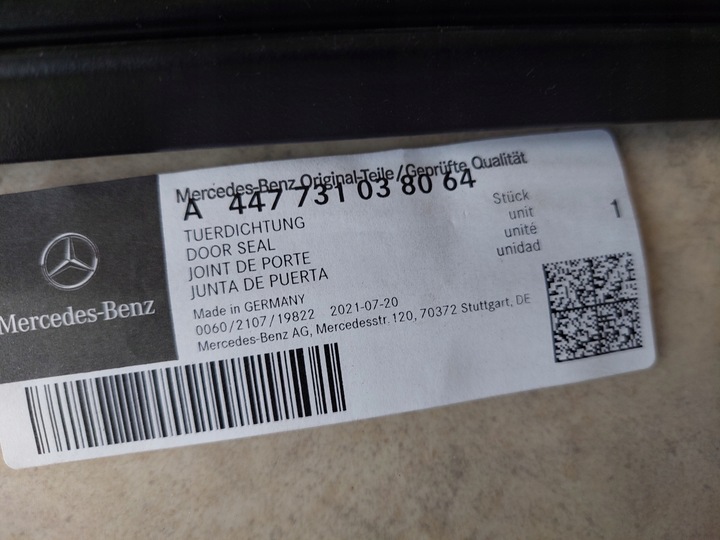 Mercedes-Benz Original-Teile/Geprüfte Qualität
A 447 731 03 80 64
TUERDICHTUNG
DOOR SEAL
JOINT DE PORTE
JUNTA DE PUERTA
Stück
unit
unité
unidad
1
Made in GERMANY
0060/2107/19822 2021-07-20
Mercedes-Benz AG, Mercedesstr.120, 70372 Stuttgart, DE
Mercedes-Benz